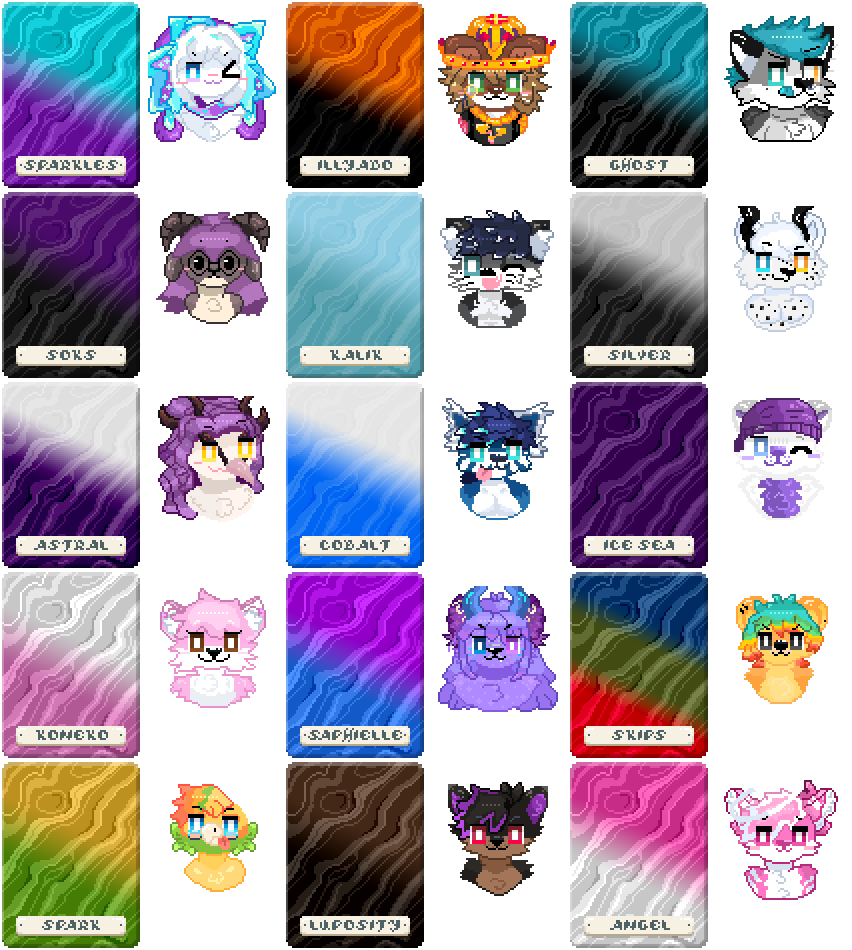 SPARKLES
ILLYADO
GHOST
SOKS
KALIK
SILVER
ASTRAL
COBALT
ICE SEA
KONEKO
SAPHIELLE
SKIPS
SPARK
LUPOSITY
ANGEL